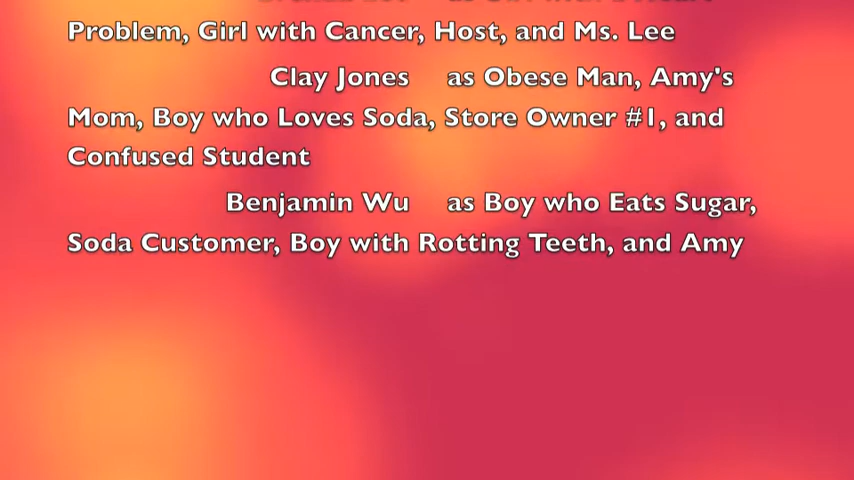 Problem, Girl with Cancer, Host, and Ms. Lee
Clay Jones as Obese Man, Amy's
Mom, Boy who Loves Soda, Store Owner #1, and
Confused Student
Benjamin Wu as Boy who Eats Sugar,
Soda Customer, Boy with Rotting Teeth, and Amy